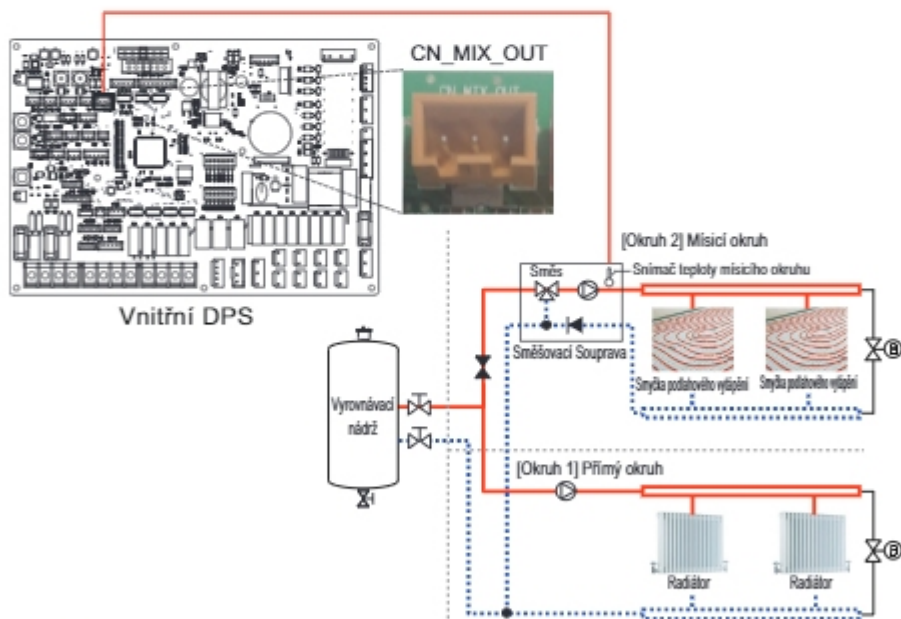 CN_MIX_OUT
CN_MIX_OUT
Vnitřní DPS
[Okruh 2] Mísicí okruh
Směs
Snímač teploty mísicího okruhu
Směšovací Souprava
Smyčka podlahového vytápění
Smyčka podlahového vytápění
Vyrovnávací
nádrž
[Okruh 1] Přímý okruh
Radiátor
Radiátor